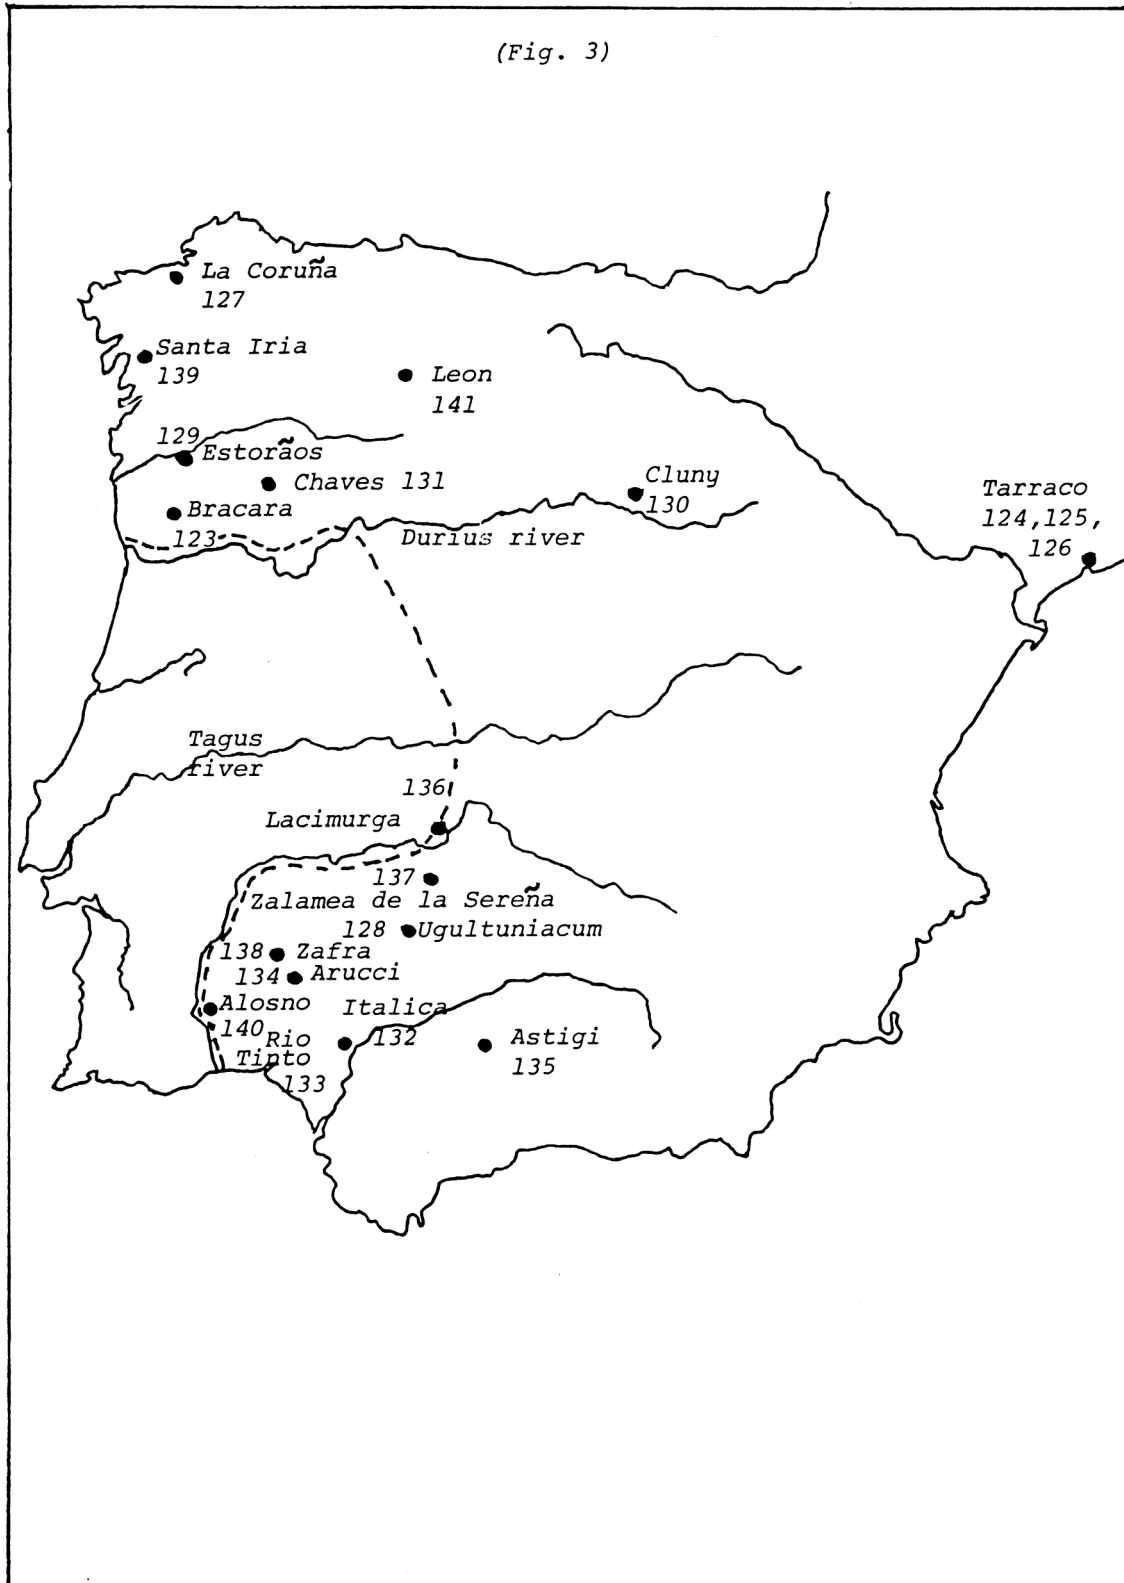 (Fig. 3)
La Coruña
127
Santa Iria
139
Leon
141
129
Estorãos
Chaves 131
Cluny
130
Tarraco
124,125,
126
Bracara
123
Durius river
Tagus
river
136
Lacimurga
137
Zalamea de la Sereña
128 Ugultuniacum
138 Zafra
134 Arucci
Alosno
140
Italica
132
Rio
Tinto
133
Astigi
135